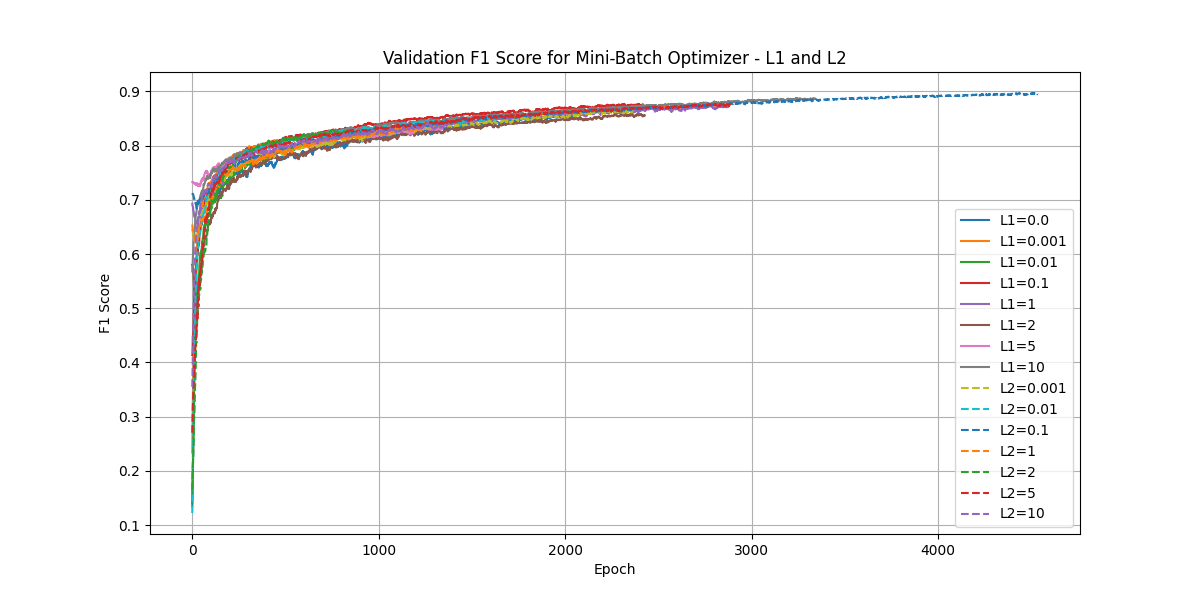 Validation F1 Score for Mini-Batch Optimizer - L1 and L2
0.9
0.8
0.7
0.6
0.5
0.4
0.3
0.2
0.1
F1 Score
L1=0.0
L1=0.001
L1=0.01
L1=0.1
L1=1
L1=2
L1=5
L1=10
L2=0.001
L2=0.01
L2=0.1
L2=1
L2=2
L2=5
L2=10
0 1000 2000 3000 4000
Epoch